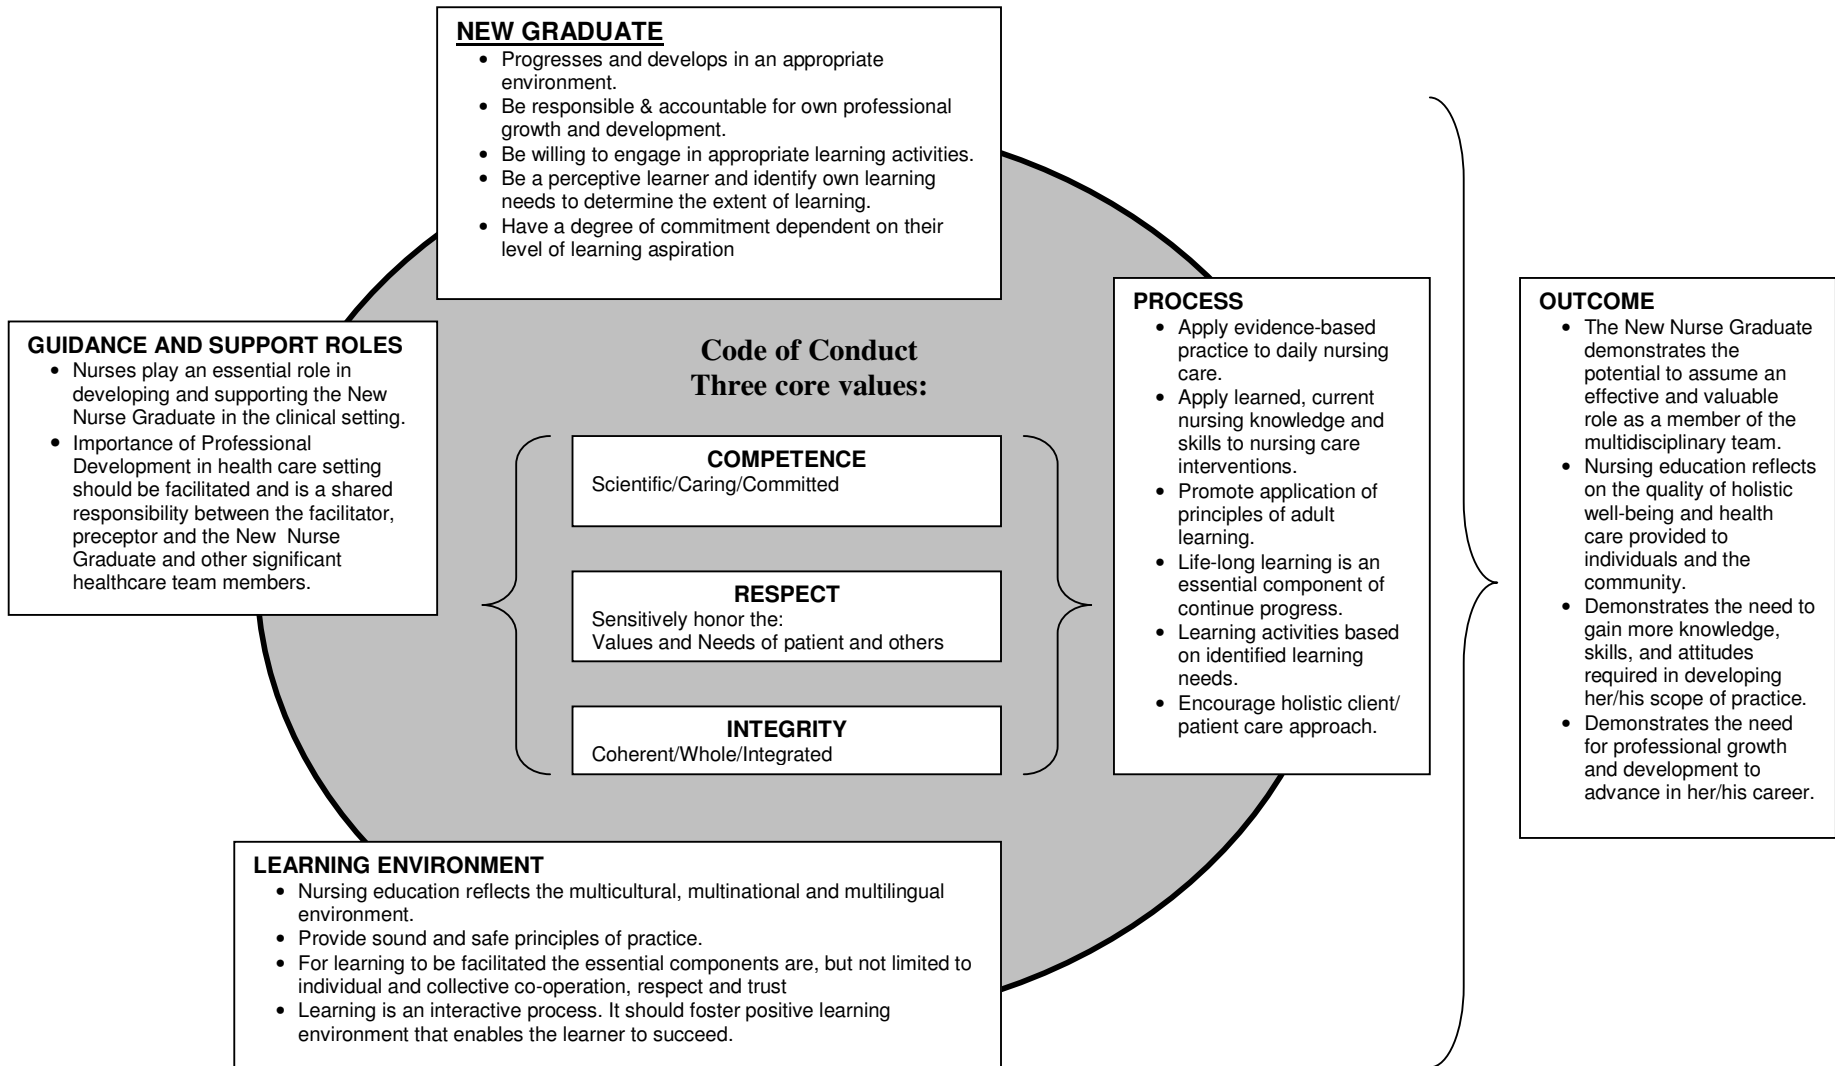 NEW GRADUATE
• Progresses and develops in an appropriate
environment.
• Be responsible & accountable for own professional
growth and development.
• Be willing to engage in appropriate learning activities.
• Be a perceptive learner and identify own learning
needs to determine the extent of learning.
• Have a degree of commitment dependent on their
level of learning aspiration
GUIDANCE AND SUPPORT ROLES
• Nurses play an essential role in
developing and supporting the New
Nurse Graduate in the clinical setting.
• Importance of Professional
Development in health care setting
should be facilitated and is a shared
responsibility between the facilitator,
preceptor and the New Nurse
Graduate and other significant
healthcare team members.
Code of Conduct
Three core values:
COMPETENCE
Scientific/Caring/Committed
RESPECT
Sensitively honor the:
Values and Needs of patient and others
INTEGRITY
Coherent/Whole/Integrated
PROCESS
• Apply evidence-based
practice to daily nursing
care.
• Apply learned, current
nursing knowledge and
skills to nursing care
interventions.
• Promote application of
principles of adult
learning.
• Life-long learning is an
essential component of
continue progress.
• Learning activities based
on identified learning
needs.
• Encourage holistic client/
patient care approach.
OUTCOME
• The New Nurse Graduate
demonstrates the
potential to assume an
effective and valuable
role as a member of the
multidisciplinary team.
• Nursing education reflects
on the quality of holistic
well-being and health
care provided to
individuals and the
community.
• Demonstrates the need to
gain more knowledge,
skills, and attitudes
required in developing
her/his scope of practice.
• Demonstrates the need
for professional growth
and development to
advance in her/his career.
LEARNING ENVIRONMENT
• Nursing education reflects the multicultural, multinational and multilingual
environment.
• Provide sound and safe principles of practice.
• For learning to be facilitated the essential components are, but not limited to
individual and collective co-operation, respect and trust
• Learning is an interactive process. It should foster positive learning
environment that enables the learner to succeed.